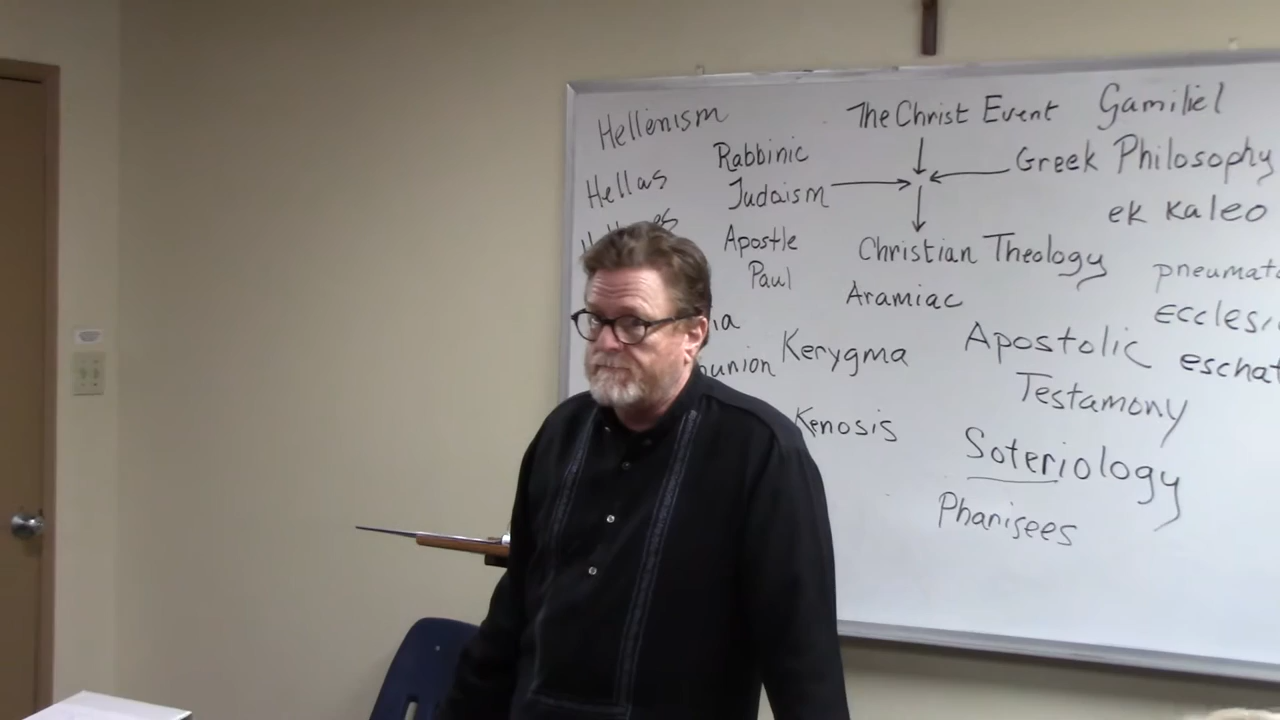 Hellenism
Hellas
Rabbinic
Judaism
Apostle
Paul
Kerygma
Kenosis
The Christ Event
Christian Theology
Aramiac
Gamiliel
Greek Philosophy
ek kaleo
Apostolic
Testamony
Soteriology
Pharisees